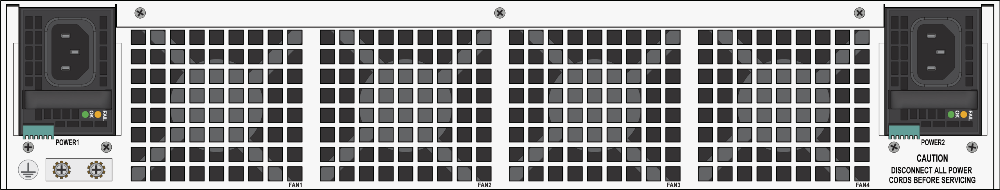 OK
FAIL
POWER1
FAN1
FAN2
FAN3
FAN4
OK
FAIL
POWER2
CAUTION
DISCONNECT ALL POWER
CORDS BEFORE SERVICING